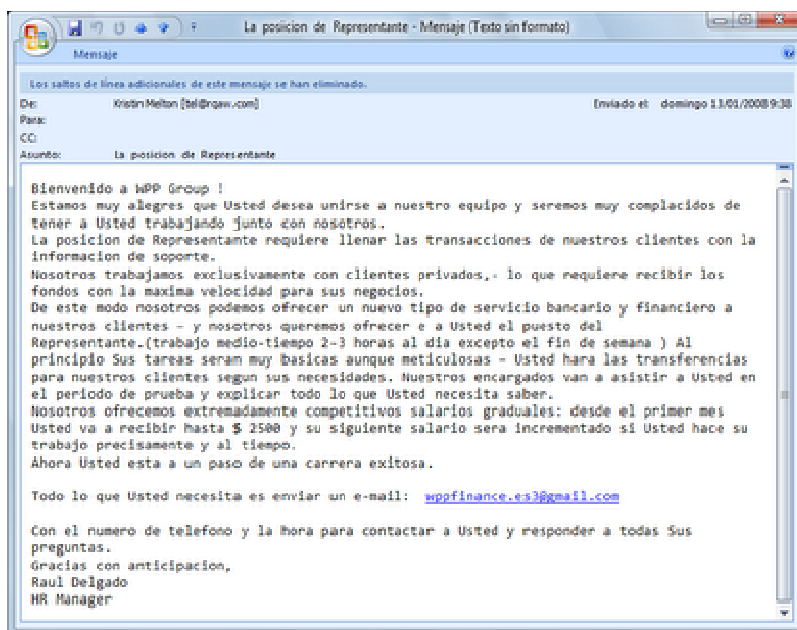 La posiicion de Representante - Mensaje (Texto sin formato)
Mensaje
Los saltos de línea adicionales de este mensaje se han eliminado.
De: Kristin Melton
Enviado el: domingo 13/01/2008 9:38
Para:
CC:
Asunto: La posicion de Representante
Bienvenido a WPP Group !
Estamos muy alegres que Usted desea unirse a nuestro equipo y seremos muy complacidos de
tener a Usted trabajando junto con nosotros.
La posicion de Representante requiere llenar las transacciones de nuestros clientes con la
informacion de soporte.
Nosotros trabajamos exclusivamente con clientes privados,- lo que requiere recibir los
fondos con la maxima velocidad para sus negocios.
De este modo nosotros podemos ofrecer un nuevo tipo de servicio bancario y financiero a
nuestros clientes - y nosotros queremos ofrecer e a Usted el puesto del
Representante.(trabajo medio-tiempo 2-3 horas al dia excepto el fin de semana ) Al
principio Sus tareas seram muy basicas aunque meticulosas - Usted hara las transferencias
para nuestros clientes segun sus necesidades. Nuestros encargados van a asistir a Usted en
el periodo de prueba y explicar todo lo que Usted necesita saber.
Nosotros ofrecemos extremadamente competitivos salarios graduales: desde el primer mes
Usted va a recibir hasta $ 2500 y su siguiente salario sera incrementado si Usted hace su
trabajo precisamente y al tiempo.
Ahora Usted esta a un paso de una carrera exitosa.
Todo lo que Usted necesita es enviar un e-mail: wppfinance.es3@gmail.com
Con el numero de telefono y la hora para contactar a Usted y responder a todas Sus
preguntas.
Gracias con anticipacion,
Raul Delgado
HR Manager